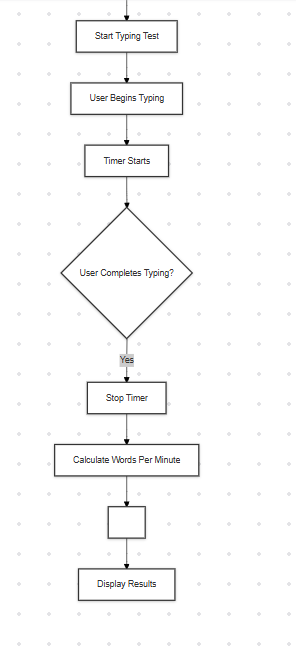 Start Typing Test
User Begins Typing
Timer Starts
User Completes Typing?
Yes
Stop Timer
Calculate Words Per Minute
Display Results